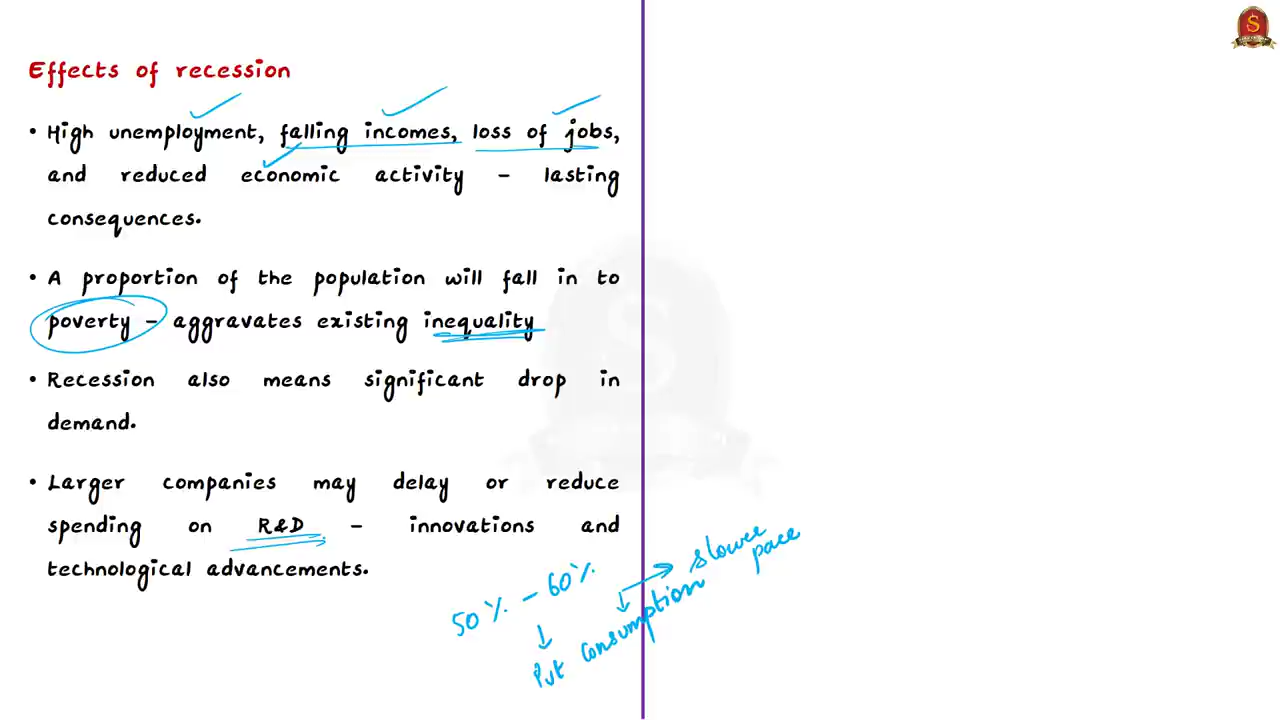 Effects of recession
• High unemployment, falling incomes, loss of jobs,
and reduced economic activity – lasting
consequences.
• A proportion of the population will fall in to
poverty – aggravates existing inequality
• Recession also means significant drop in
demand.
• Larger companies may delay or reduce
spending on R&D – innovations and
technological advancements.
50% – 60%
Pvt consumption
slower
pace
S